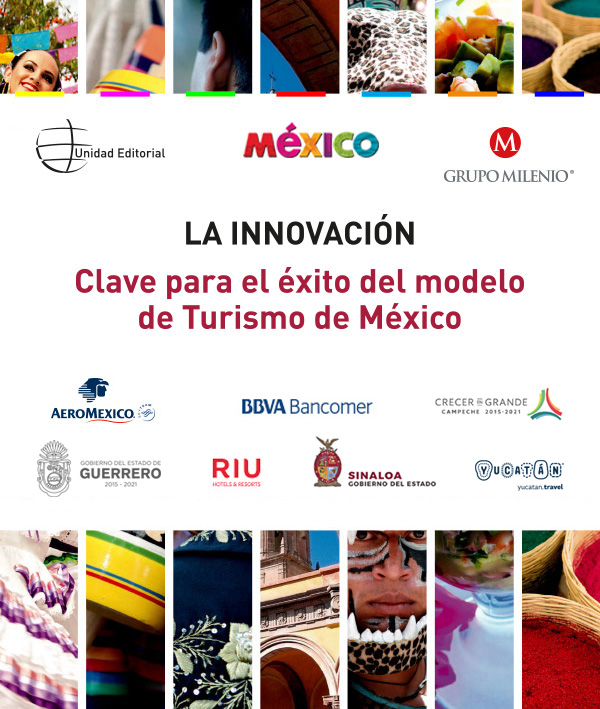 Unidad Editorial
MéXICO
M
GRUPO MILENIO®
LA INNOVACIÓN
Clave para el éxito del modelo
de Turismo de México
AEROMEXICO.
BBVA Bancomer
CRECER EN GRANDE
CAMPECHE 2015-2021
GOBIERNO DEL ESTADO DE
GUERRERO
2015 - 2021
RIU
HOTELS & RESORTS
SINALOA
GOBIERNO DEL ESTADO
YUCATÁN
yucatan.travel